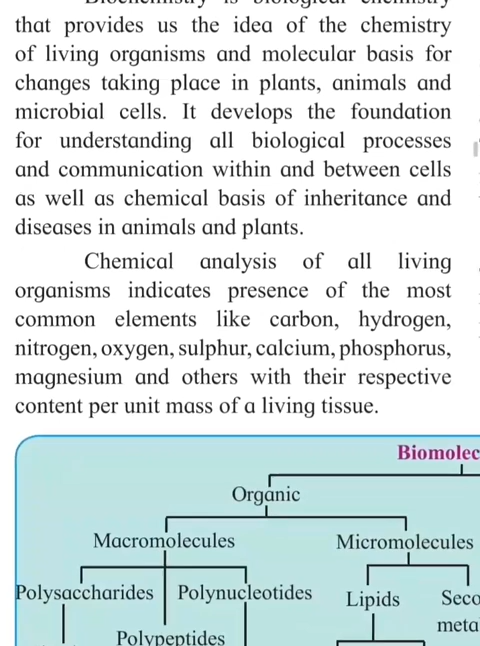 Biochemistry is biological chemistry
that provides us the idea of the chemistry
of living organisms and molecular basis for
changes taking place in plants, animals and
microbial cells. It develops the foundation
for understanding all biological processes
and communication within and between cells
as well as chemical basis of inheritance and
diseases in animals and plants.
Chemical analysis of all living
organisms indicates presence of the most
common elements like carbon, hydrogen,
nitrogen, oxygen, sulphur, calcium, phosphorus,
magnesium and others with their respective
content per unit mass of a living tissue.
Biomolec
Organic
Macromolecules Micromolecules
Polysaccharides Polynucleotides Lipids Seco
meta
Polypeptides